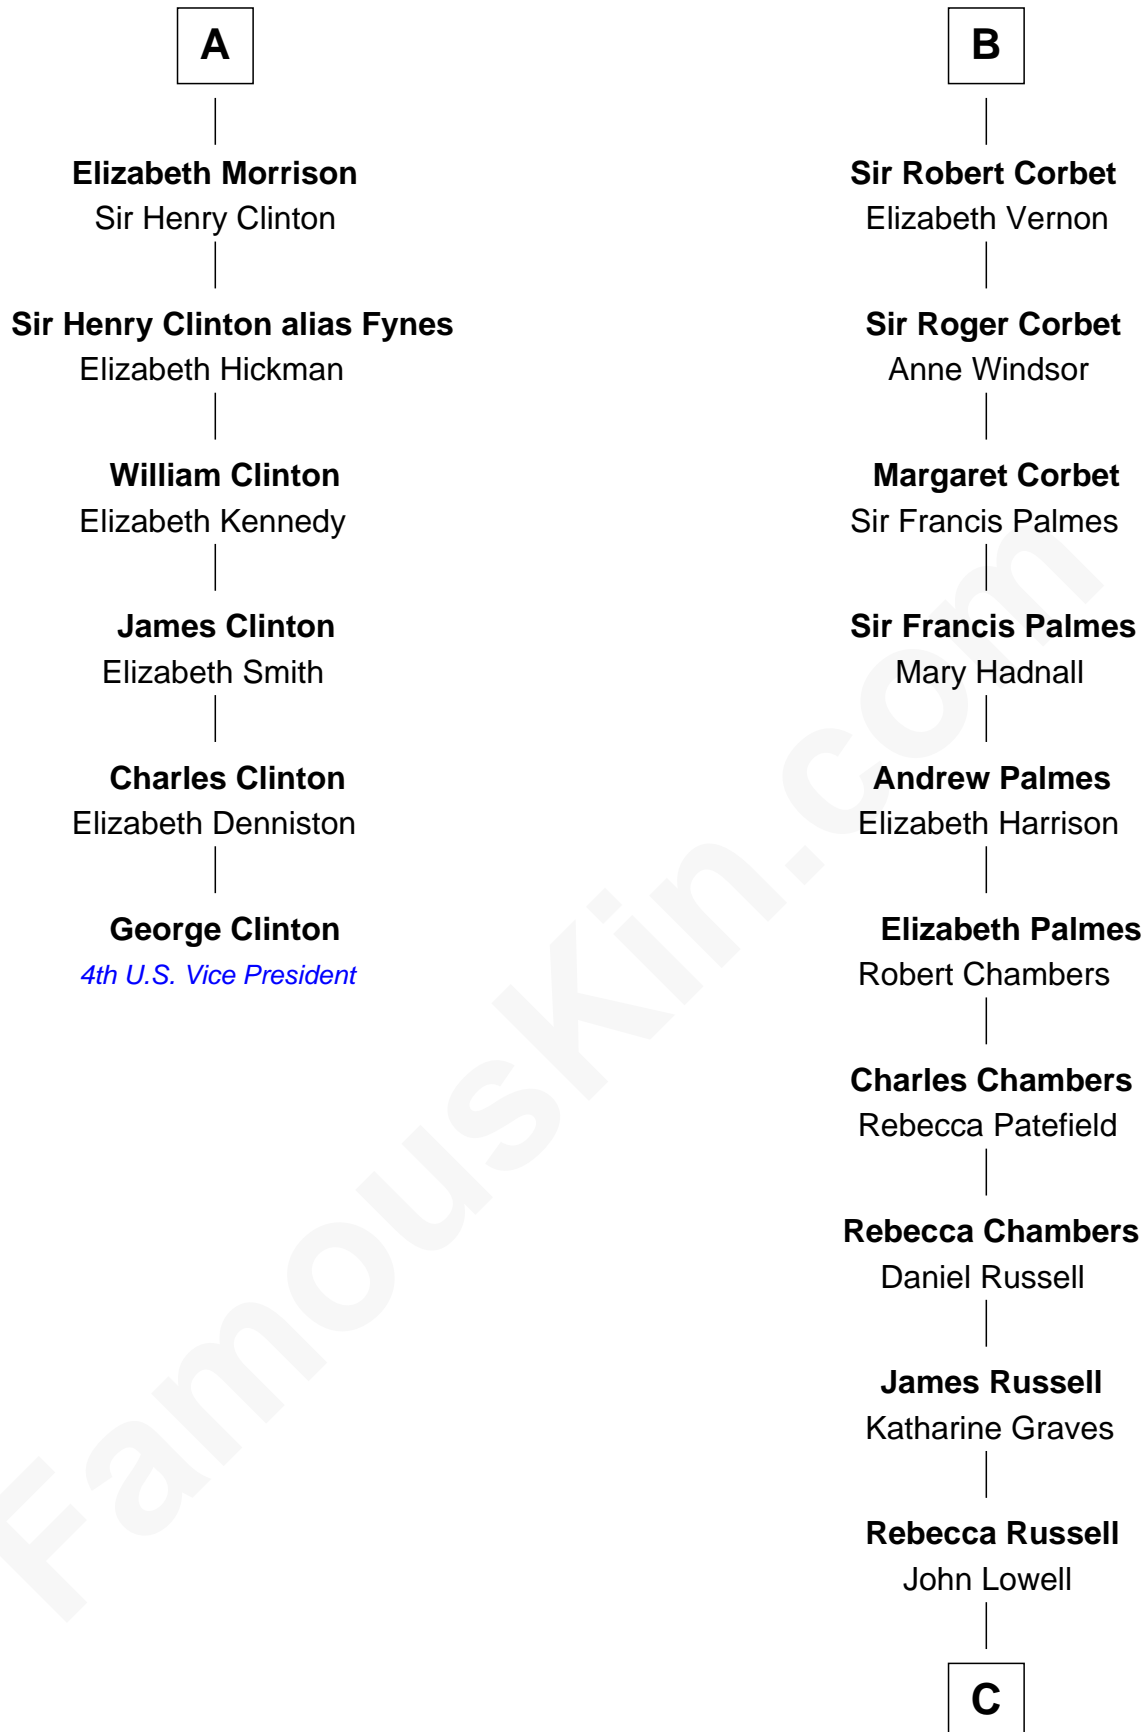 A
Elizabeth Morrison
Sir Henry Clinton
Sir Henry Clinton alias Fynes
Elizabeth Hickman
William Clinton
Elizabeth Kennedy
James Clinton
Elizabeth Smith
Charles Clinton
Elizabeth Denniston
George Clinton
4th U.S. Vice President
B
Sir Robert Corbet
Elizabeth Vernon
Sir Roger Corbet
Anne Windsor
Margaret Corbet
Sir Francis Palmes
Sir Francis Palmes
Mary Hadnall
Andrew Palmes
Elizabeth Harrison
Elizabeth Palmes
Robert Chambers
Charles Chambers
Rebecca Patefield
Rebecca Chambers
Daniel Russell
James Russell
Katharine Graves
Rebecca Russell
John Lowell
C
FamousKin.com